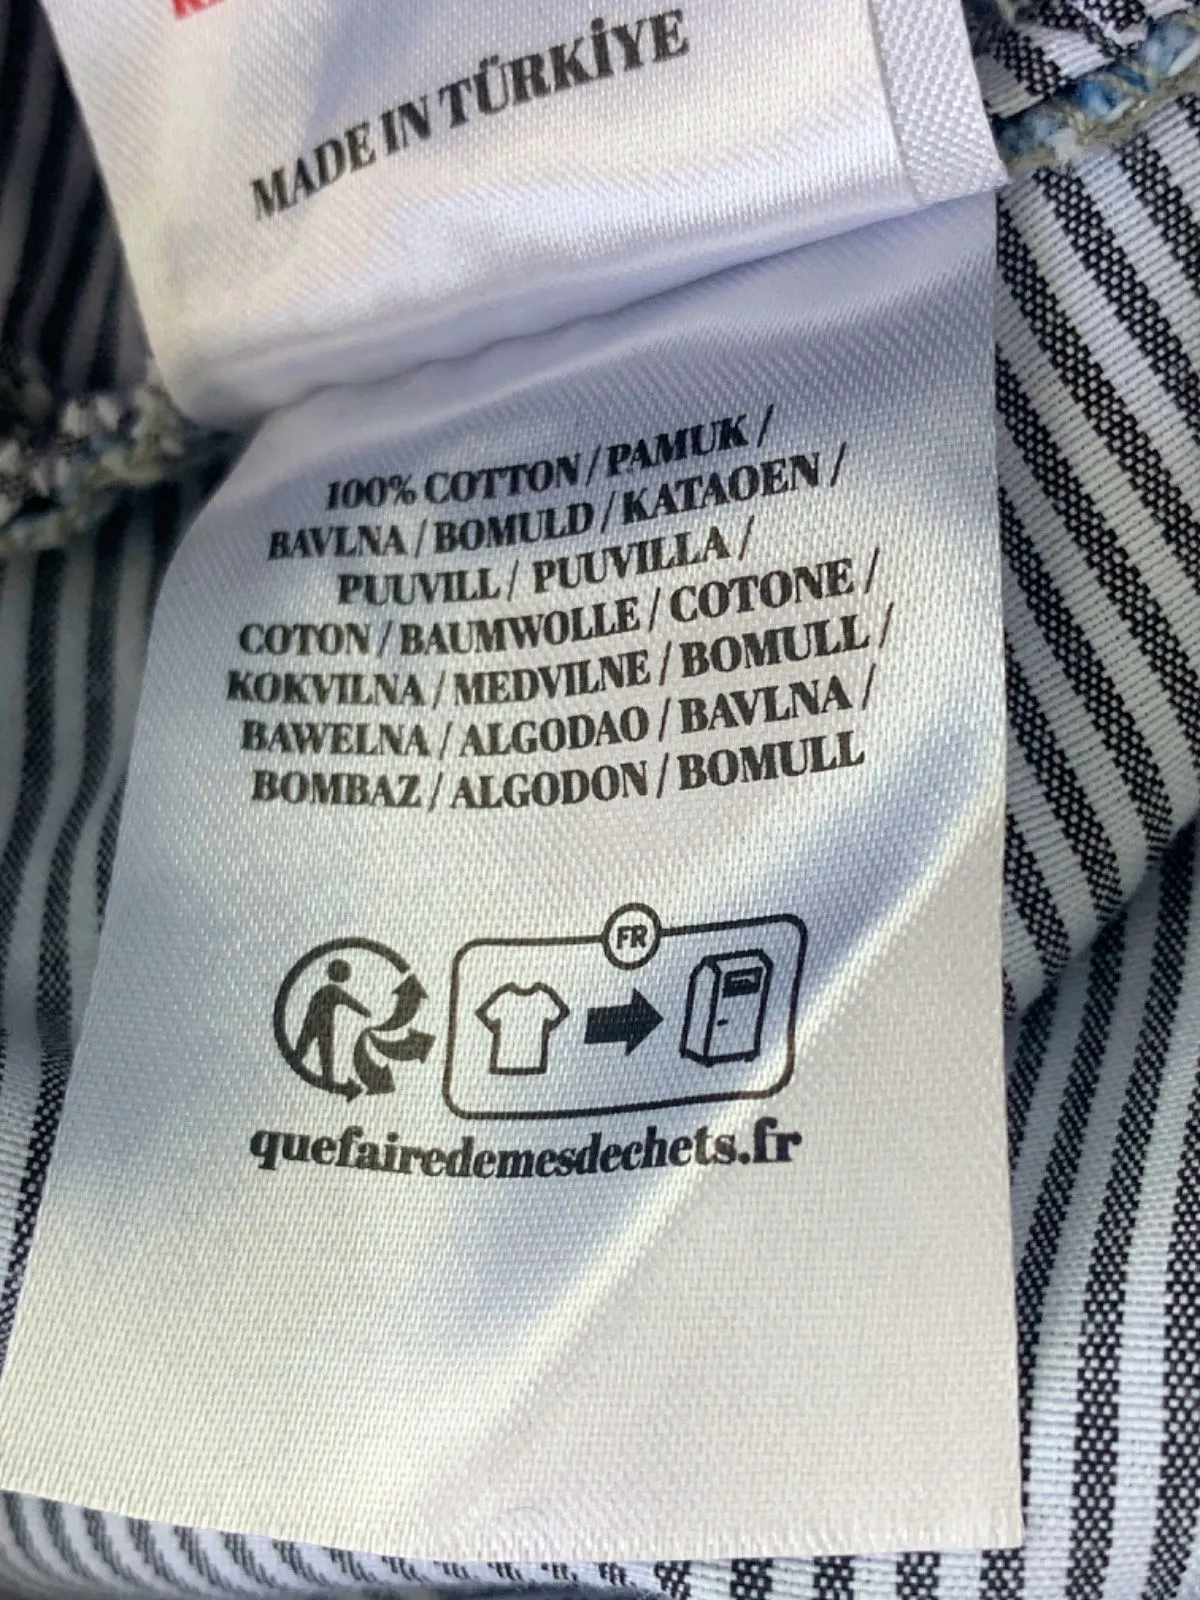 MADE IN TÜRKİYE
100% COTTON / PAMUK /
BAVLNA / BOMULD / KATAOEN /
PUUVILL / PUUVILLA /
COTON / BAUMWOLLE / COTONE /
KOKVILNA / MEDVILNE / BOMULL /
BAWELNA / ALGODAO / BAVLNA /
BOMBAZ / ALGODON / BOMULL
FR
quefairedemesdechets.fr